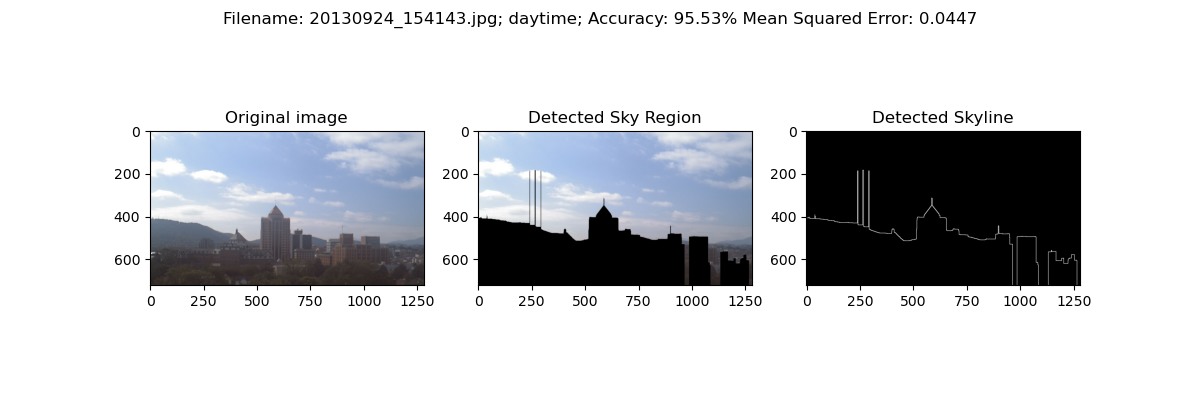 Filename: 20130924_154143.jpg; daytime; Accuracy: 95.53% Mean Squared Error: 0.0447
Original image
Detected Sky Region
Detected Skyline
0
200
400
600
0 250 500 750 1000 1250
0
200
400
600
0 250 500 750 1000 1250
0
200
400
600
0 250 500 750 1000 1250